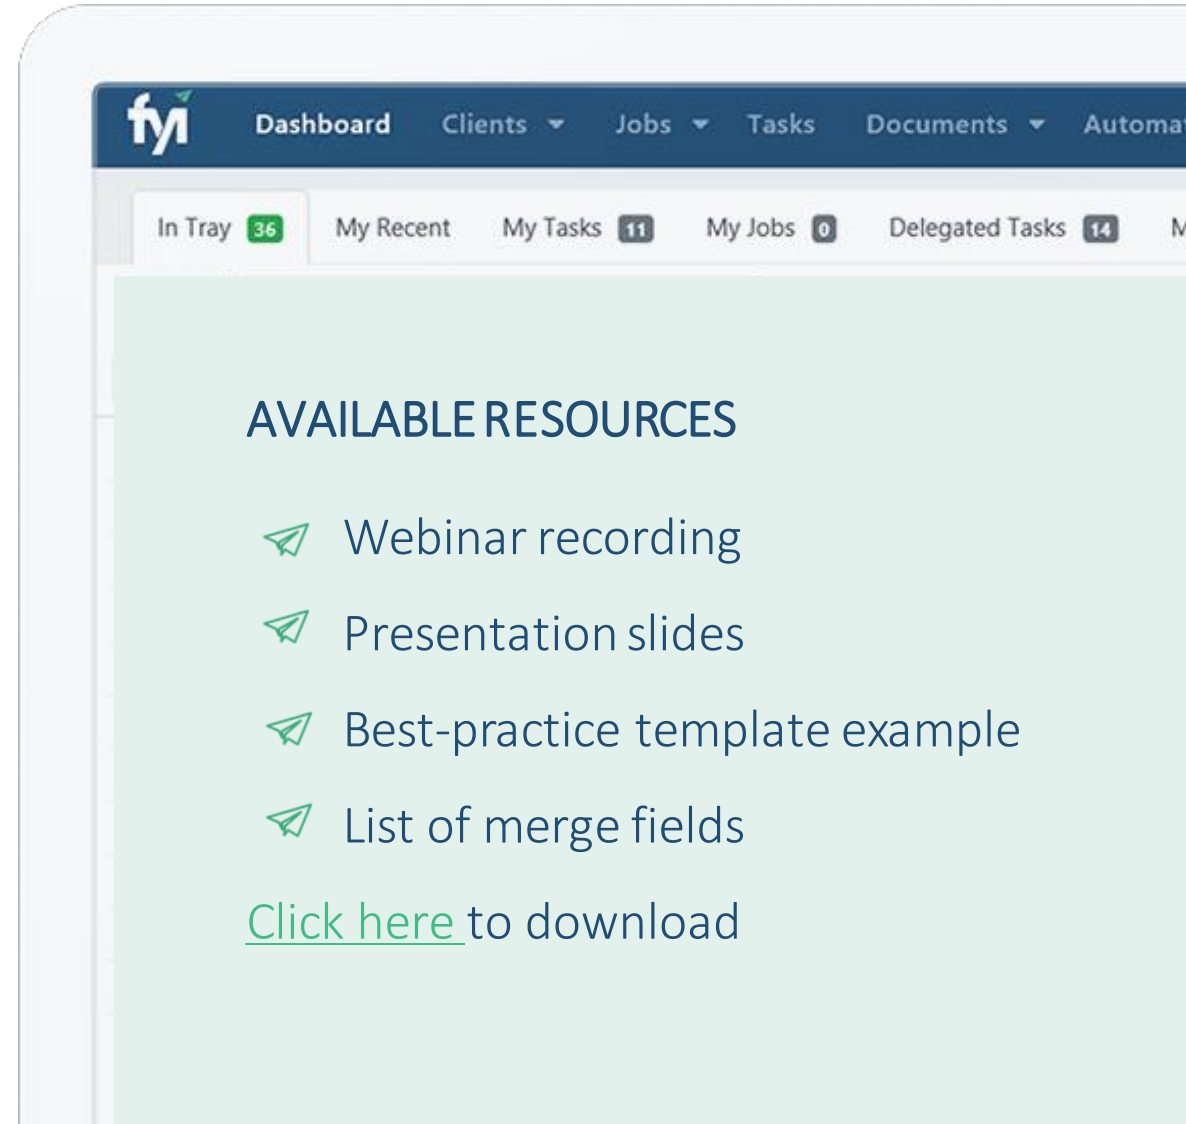 fyi Dashboard Clients Jobs Tasks Documents Automat
In Tray 36 My Recent My Tasks 11 My Jobs 0 Delegated Tasks 14 M
AVAILABLE RESOURCES
Webinar recording
Presentation slides
Best-practice template example
List of merge fields
Click here to download